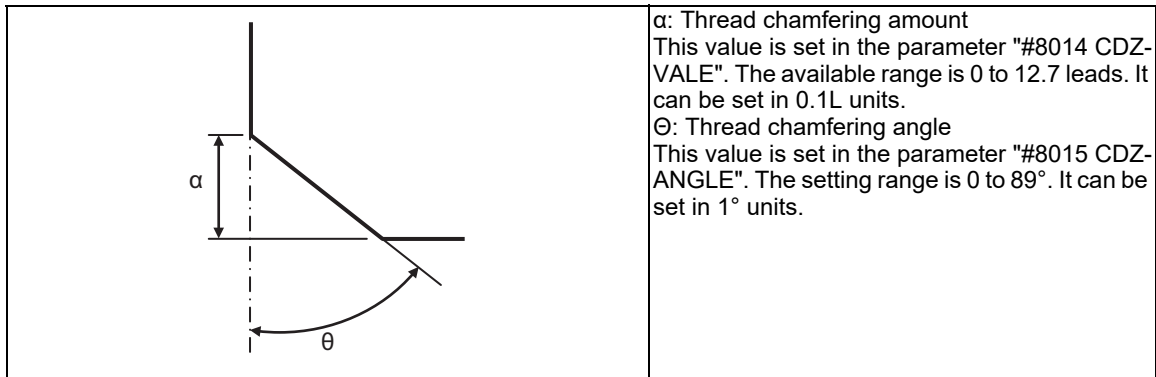 α
θ
α: Thread chamfering amount
This value is set in the parameter "#8014 CDZ-
VALE". The available range is 0 to 12.7 leads. It
can be set in 0.1L units.
Θ: Thread chamfering angle
This value is set in the parameter "#8015 CDZ-
ANGLE". The setting range is 0 to 89°. It can be
set in 1° units.